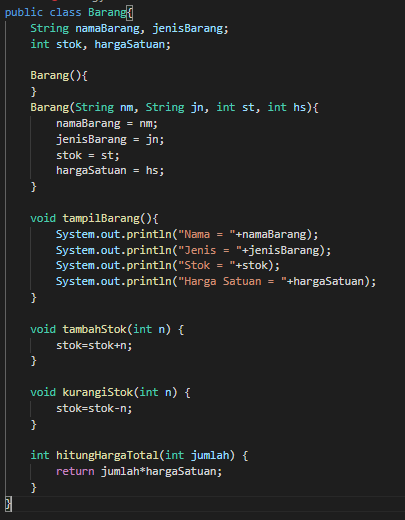 public class Barang{
    String namaBarang, jenisBarang;
    int stok, hargaSatuan;

    Barang(){
    }
    Barang(String nm, String jn, int st, int hs){
        namaBarang = nm;
        jenisBarang = jn;
        stok = st;
        hargaSatuan = hs;
    }

    void tampilBarang(){
        System.out.println("Nama = "+namaBarang);
        System.out.println("Jenis = "+jenisBarang);
        System.out.println("Stok = "+stok);
        System.out.println("Harga Satuan = "+hargaSatuan);
    }

    void tambahStok(int n) {
        stok=stok+n;
    }

    void kurangiStok(int n) {
        stok=stok-n;
    }

    int hitungHargaTotal(int jumlah) {
        return jumlah*hargaSatuan;
    }
}